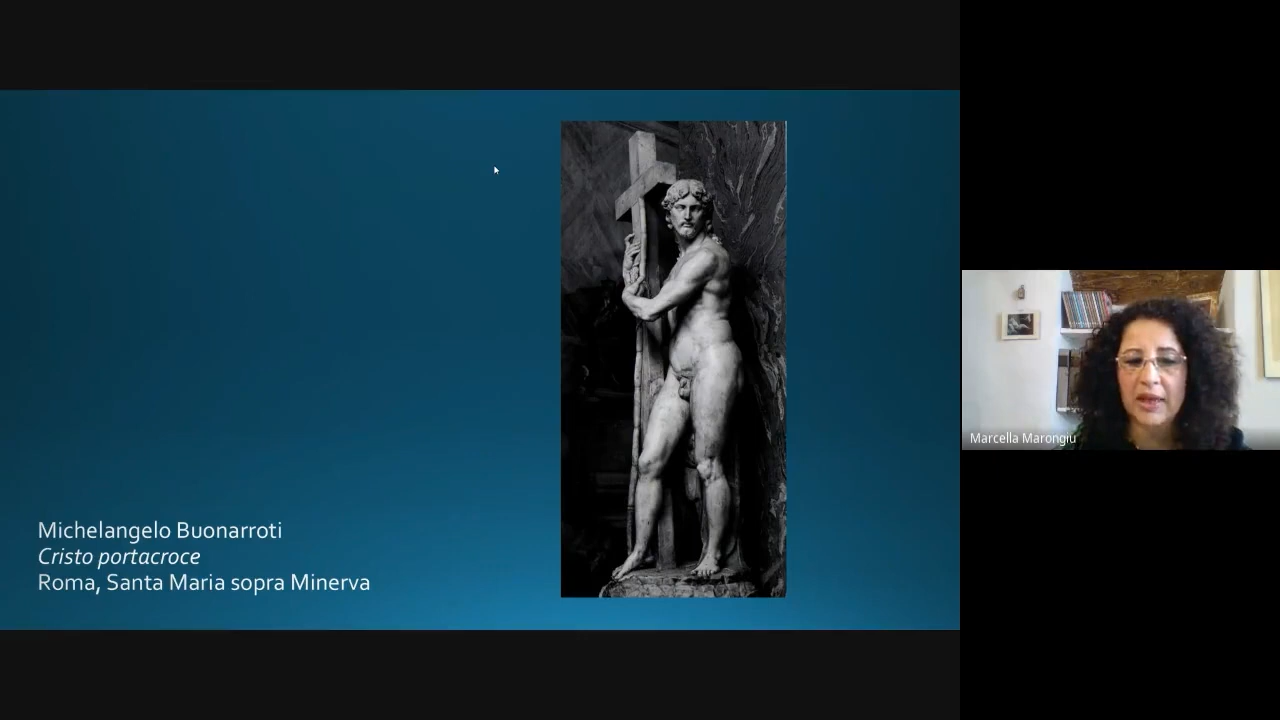 Michelangelo Buonarroti
Cristo portacroce
Roma, Santa Maria sopra Minerva
Marcella Marongiu